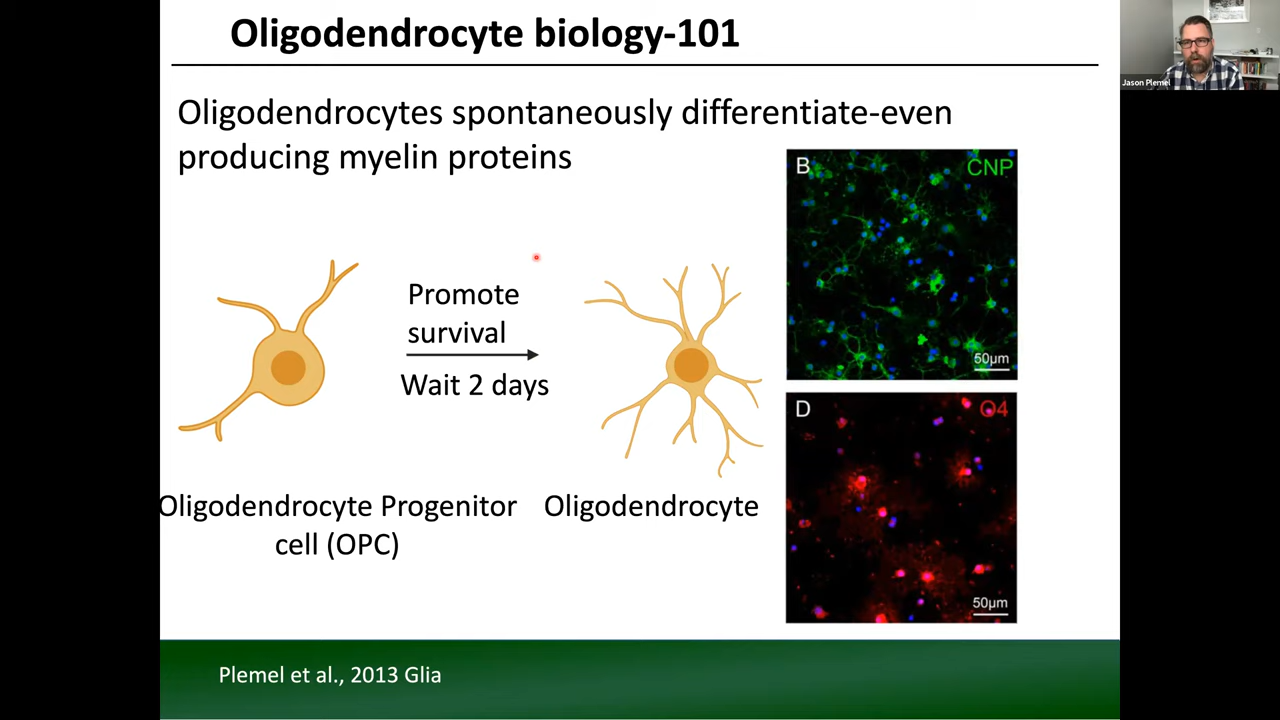 Oligodendrocyte biology-101
Jason Plemel
Oligodendrocytes spontaneously differentiate-even
producing myelin proteins
B
CNP
50µm
Promote
survival
Wait 2 days
D
O4
50µm
Oligodendrocyte Progenitor
cell (OPC)
Oligodendrocyte
Plemel et al., 2013 Glia